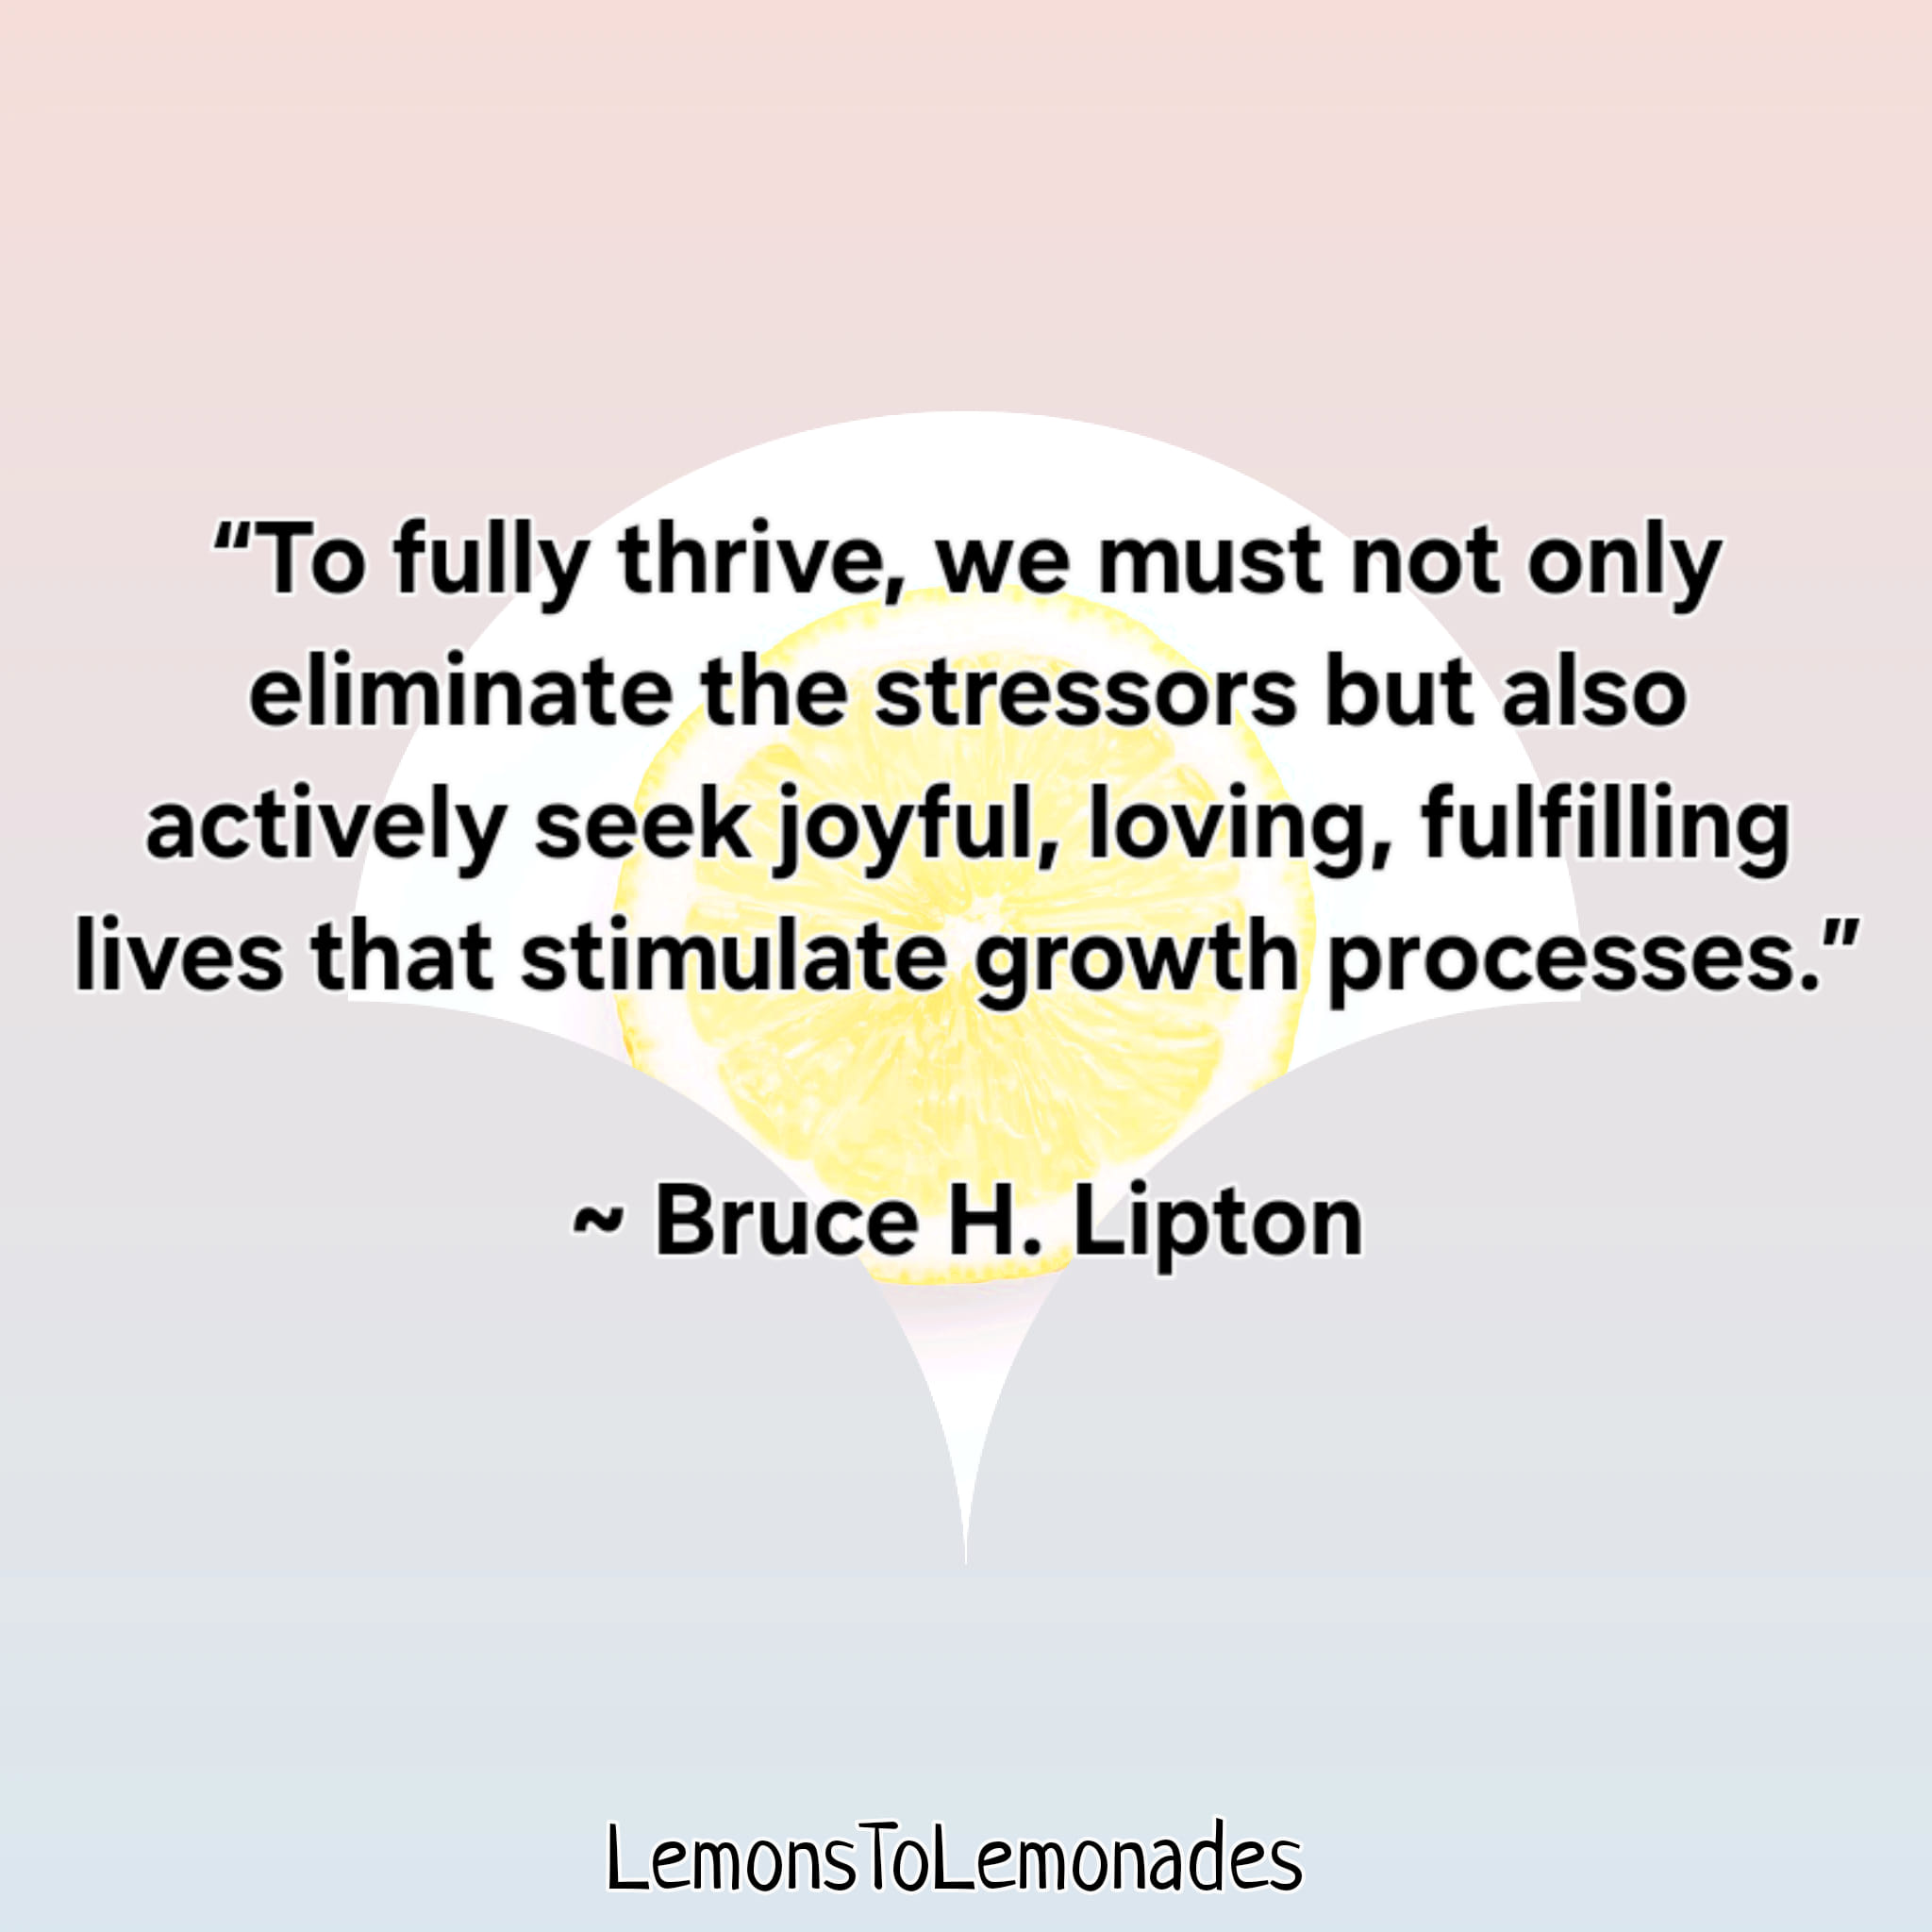 “To fully thrive, we must not only
eliminate the stressors but also
actively seek joyful, loving, fulfilling
lives that stimulate growth processes.”
~ Bruce H. Lipton
LemonsToLemonades